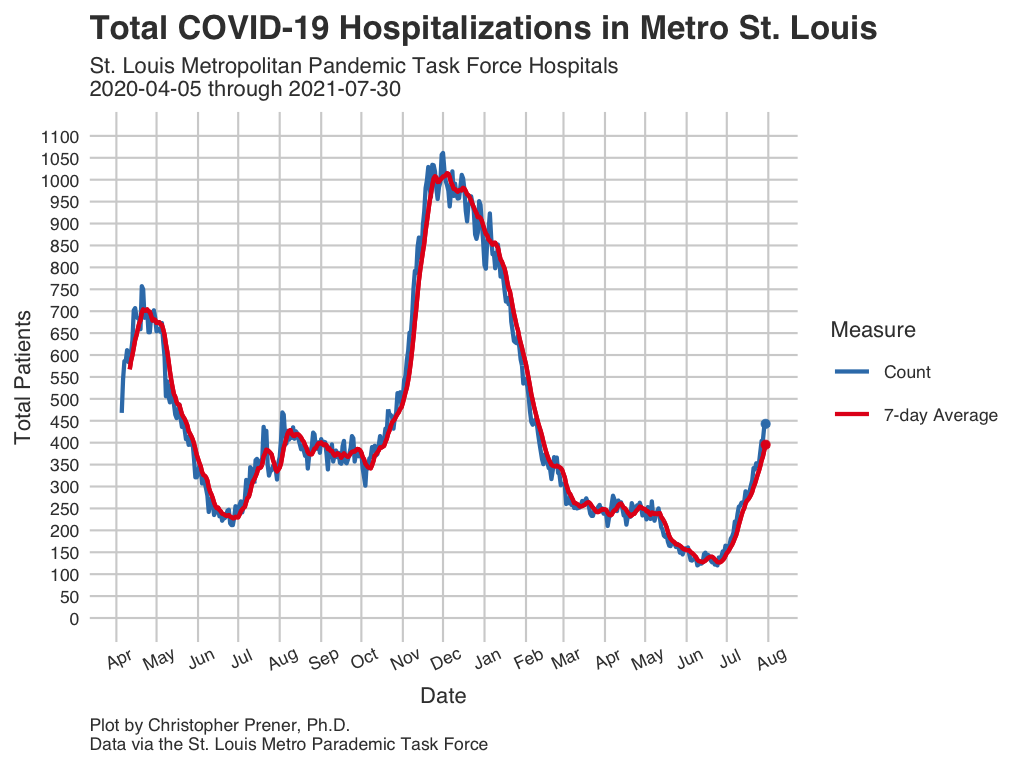 Total COVID-19 Hospitalizations in Metro St. Louis
St. Louis Metropolitan Pandemic Task Force Hospitals
2020-04-05 through 2021-07-30
Total Patients
1100
1050
1000
950
900
850
800
750
700
650
600
550
500
450
400
350
300
250
200
150
100
50
0
Apr May Jun Jul Aug Sep Oct Nov Dec Jan Feb Mar Apr May Jun Jul Aug
Date
Measure
Count
7-day Average
Plot by Christopher Prener, Ph.D.
Data via the St. Louis Metro Parademic Task Force